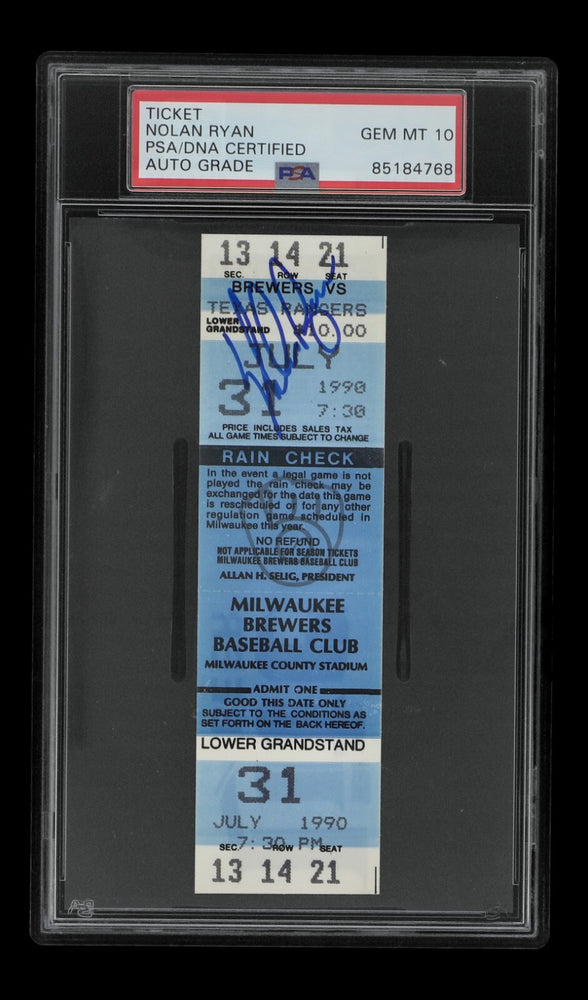 TICKET
NOLAN RYAN
PSA/DNA CERTIFIED
AUTO GRADE
GEM MT 10
85184768
PSA
13 14 21
SEC. ROW SEAT
BREWERS VS
TEXAS RANGERS
LOWER
GRANDSTAND $10.00
JULY
31 1990
7:30
PRICE INCLUDES SALES TAX
ALL GAME TIMES SUBJECT TO CHANGE
RAIN CHECK
In the event a legal game is not
played the rain check may be
exchanged for the date this game
is rescheduled or for any other
regulation game scheduled in
Milwaukee this year.
NO REFUND
NOT APPLICABLE FOR SEASON TICKETS
MILWAUKEE BREWERS BASEBALL CLUB
ALLAN H. SELIG, PRESIDENT
MILWAUKEE
BREWERS
BASEBALL CLUB
MILWAUKEE COUNTY STADIUM
ADMIT ONE
GOOD THIS DATE ONLY
SUBJECT TO THE CONDITIONS AS
SET FORTH ON THE BACK HEREOF.
LOWER GRANDSTAND
31
JULY 1990
7:30 PM
SEC. ROW SEAT
13 14 21